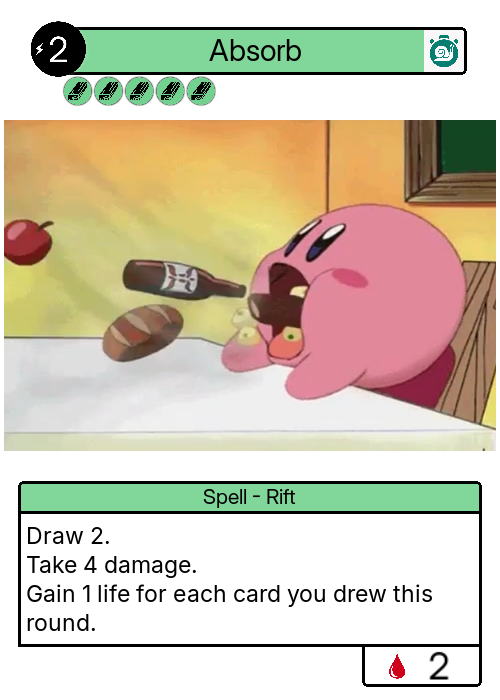 2
Absorb
Spell - Rift
Draw 2.
Take 4 damage.
Gain 1 life for each card you drew this
round.
2